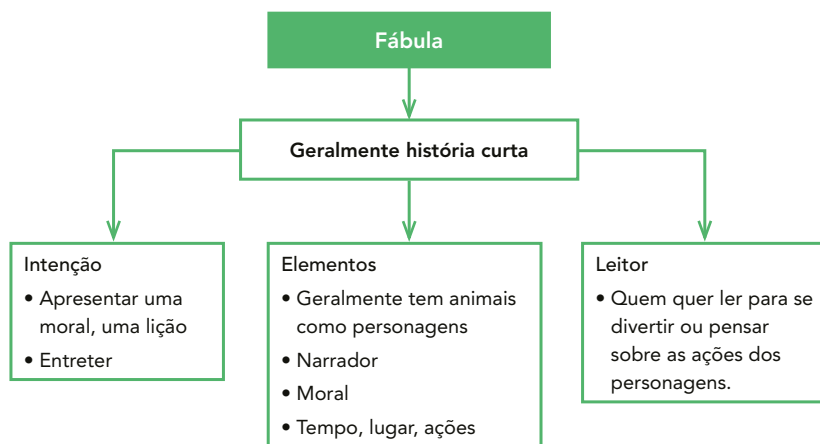 Fábula
Geralmente história curta
Intenção
• Apresentar uma
moral, uma lição
• Entreter
Elementos
• Geralmente tem animais
como personagens
• Narrador
• Moral
• Tempo, lugar, ações
Leitor
• Quem quer ler para se
divertir ou pensar
sobre as ações dos
personagens.